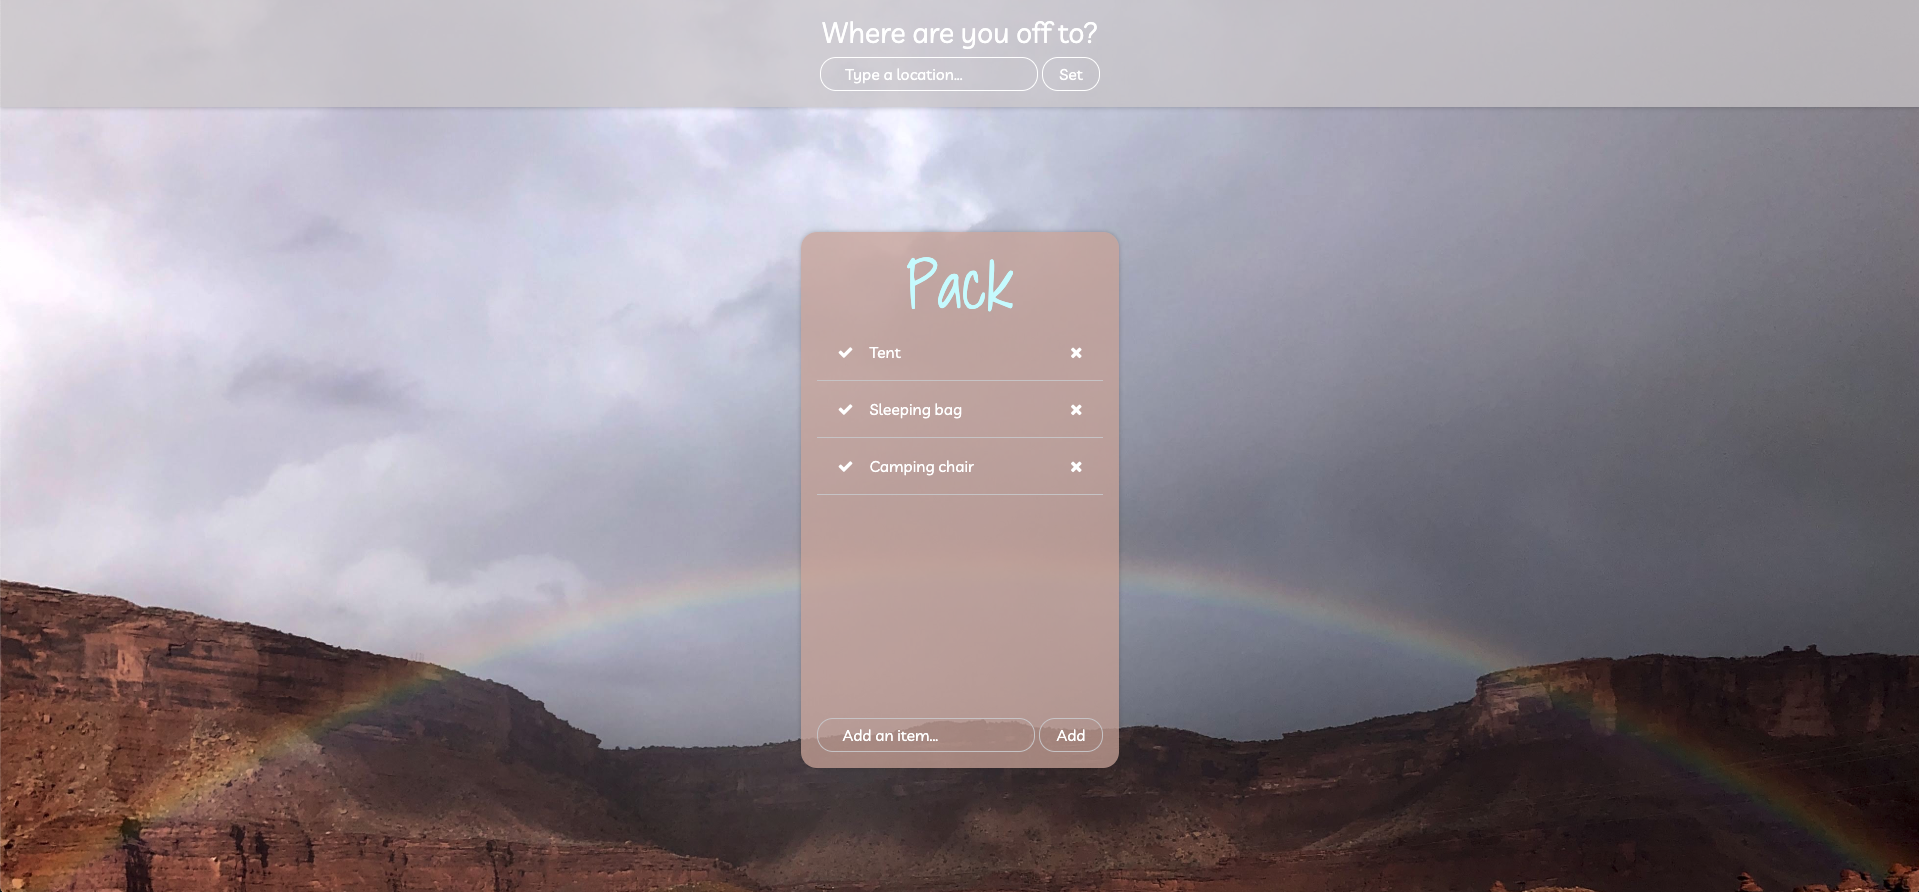 Where are you off to?
Type a location...
Set
Pack
Tent
Sleeping bag
Camping chair
Add an item...
Add